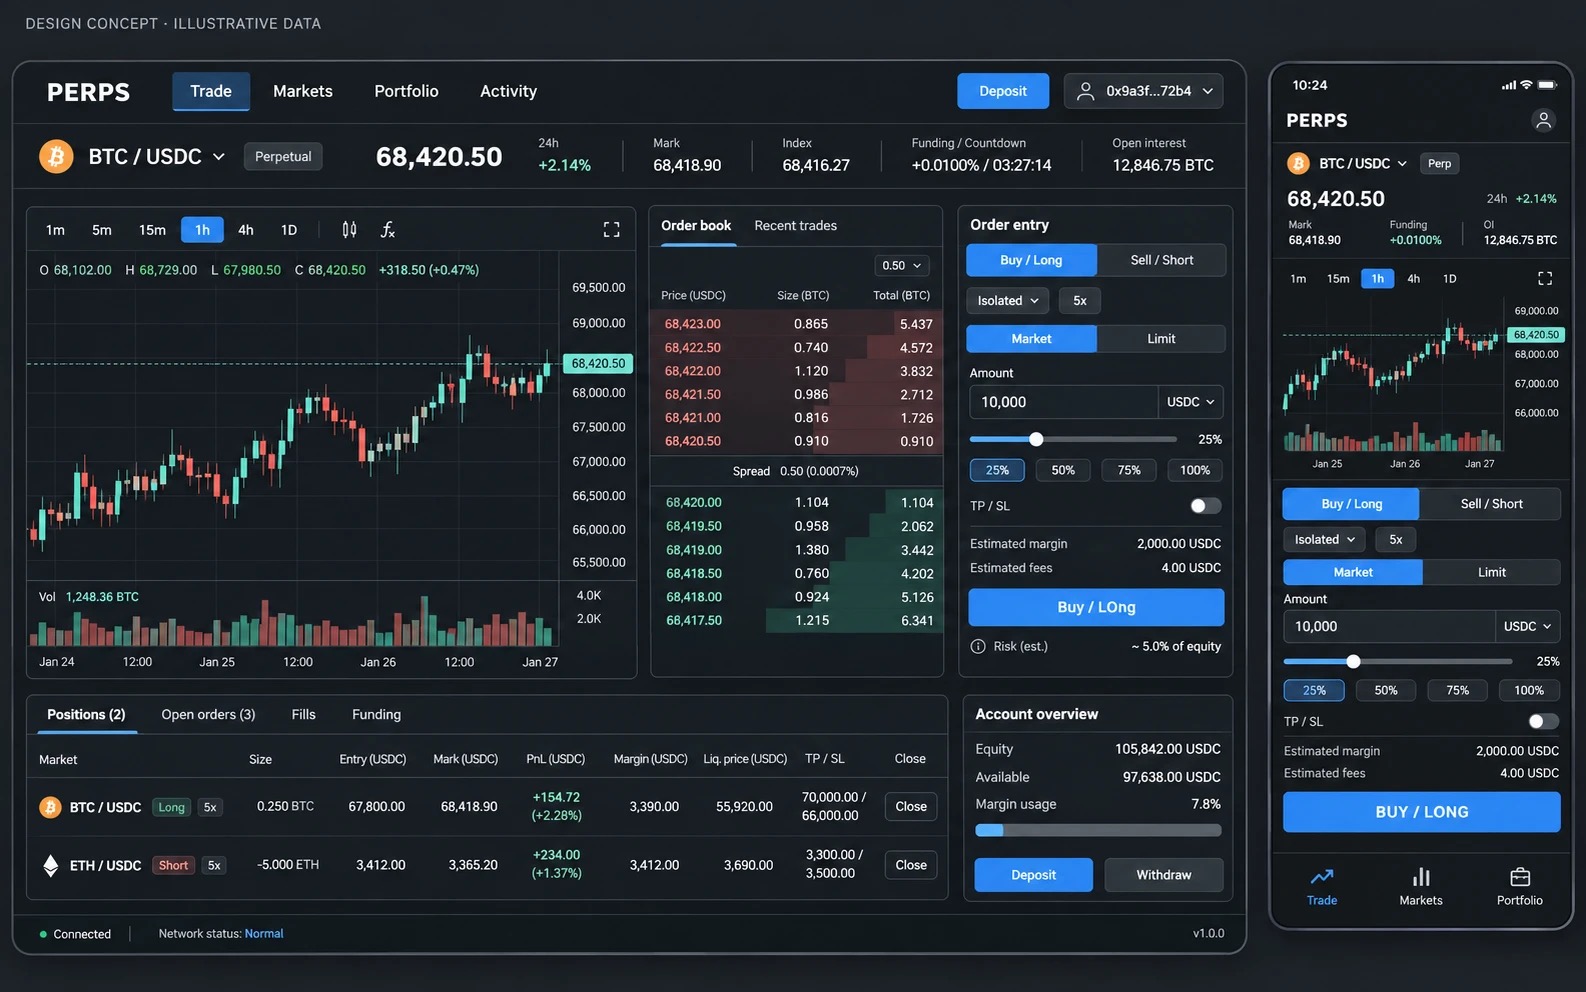 DESIGN CONCEPT · ILLUSTRATIVE DATA
PERPS
Trade
Markets
Portfolio
Activity
Deposit
0x9a3f...72b4
BTC / USDC
Perpetual
68,420.50
24h
+2.14%
Mark
68,418.90
Index
68,416.27
Funding / Countdown
+0.0100% / 03:27:14
Open interest
12,846.75 BTC
1m 5m 15m 1h 4h 1D
fx
O 68,102.00 H 68,729.00 L 67,980.50 C 68,420.50 +318.50 (+0.47%)
69,500.00
69,000.00
68,420.50
68,000.00
67,500.00
67,000.00
66,500.00
66,000.00
65,500.00
Vol 1,248.36 BTC
4.0K
2.0K
Jan 24 12:00 Jan 25 12:00 Jan 26 12:00 Jan 27
Order book
Recent trades
0.50
Price (USDC) Size (BTC) Total (BTC)
68,423.00 0.865 5.437
68,422.50 0.740 4.572
68,422.00 1.120 3.832
68,421.50 0.986 2.712
68,421.00 0.816 1.726
68,420.50 0.910 0.910
Spread 0.50 (0.0007%)
68,420.00 1.104 1.104
68,419.50 0.958 2.062
68,419.00 1.380 3.442
68,418.50 0.760 4.202
68,418.00 0.924 5.126
68,417.50 1.215 6.341
Order entry
Buy / Long
Sell / Short
Isolated
5x
Market
Limit
Amount
10,000
USDC
25%
25% 50% 75% 100%
TP / SL
Estimated margin 2,000.00 USDC
Estimated fees 4.00 USDC
Buy / LOng
Risk (est.) ~ 5.0% of equity
Positions (2)
Open orders (3)
Fills
Funding
Market Size Entry (USDC) Mark (USDC) PnL (USDC) Margin (USDC) Liq. price (USDC) TP / SL Close
BTC / USDC Long 5x 0.250 BTC 67,800.00 68,418.90 +154.72 (+2.28%) 3,390.00 55,920.00 70,000.00 / 66,000.00 Close
ETH / USDC Short 5x -5.000 ETH 3,412.00 3,365.20 +234.00 (+1.37%) 3,412.00 3,690.00 3,300.00 / 3,500.00 Close
Account overview
Equity 105,842.00 USDC
Available 97,638.00 USDC
Margin usage 7.8%
Deposit
Withdraw
Connected
Network status: Normal
v1.0.0
10:24
PERPS
BTC / USDC
Perp
68,420.50
24h +2.14%
Mark
68,418.90
Funding
+0.0100%
OI
12,846.75 BTC
1m 15m 1h 4h 1D
69,000.00
68,420.50
68,000.00
67,000.00
66,000.00
Jan 25 Jan 26 Jan 27
Buy / Long
Sell / Short
Isolated
5x
Market
Limit
Amount
10,000
USDC
25%
25% 50% 75% 100%
TP / SL
Estimated margin 2,000.00 USDC
Estimated fees 4.00 USDC
BUY / LONG
Trade
Markets
Portfolio